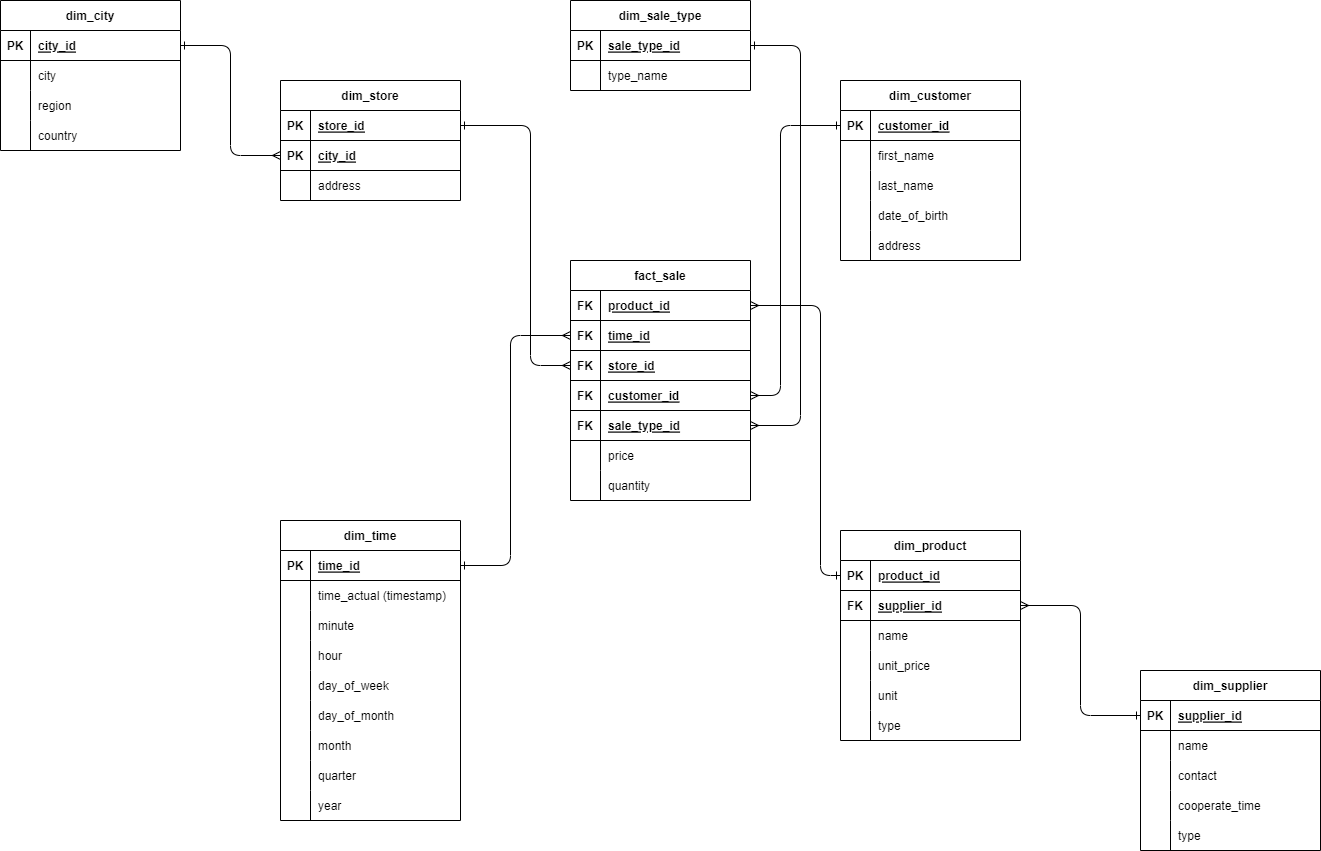 dim_city
PK city_id
city
region
country
dim_sale_type
PK sale_type_id
type_name
dim_store
PK store_id
PK city_id
address
dim_customer
PK customer_id
first_name
last_name
date_of_birth
address
fact_sale
FK product_id
FK time_id
FK store_id
FK customer_id
FK sale_type_id
price
quantity
dim_time
PK time_id
time_actual (timestamp)
minute
hour
day_of_week
day_of_month
month
quarter
year
dim_product
PK product_id
FK supplier_id
name
unit_price
unit
type
dim_supplier
PK supplier_id
name
contact
cooperate_time
type